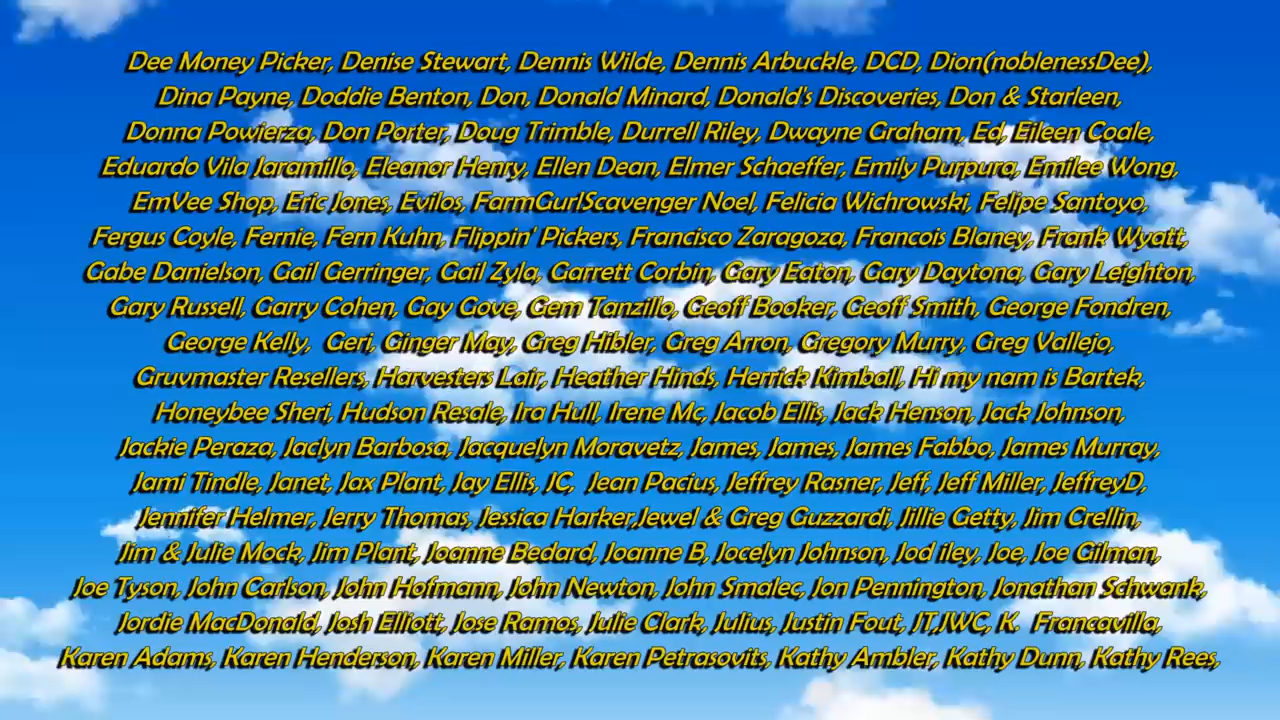 Dee Money Picker, Denise Stewart, Dennis Wilde, Dennis Arbuckle, DCD, Dion(noblenessDee),
Dina Payne, Doddie Benton, Don, Donald Minard, Donald's Discoveries, Don & Starleen,
Donna Powierza, Don Porter, Doug Trimble, Durrell Riley, Dwayne Graham, Ed, Eileen Coale,
Eduardo Vila Jaramillo, Eleanor Henry, Ellen Dean, Elmer Schaeffer, Emily Purpura, Emilee Wong,
EmVee Shop, Eric Jones, Evilos, FarmGurlScavenger Noel, Felicia Wichrowski, Felipe Santoyo,
Fergus Coyle, Fernie, Fern Kuhn, Flippin' Pickers, Francisco Zaragoza, Francois Blaney, Frank Wyatt,
Gabe Danielson, Gail Gerringer, Gail Zyla, Garrett Corbin, Gary Eaton, Gary Daytona, Gary Leighton,
Gary Russell, Garry Cohen, Gay Gove, Gem Tanzillo, Geoff Booker, Geoff Smith, George Fondren,
George Kelly,  Geri, Ginger May, Greg Hibler, Greg Arron, Gregory Murry, Greg Vallejo,
Gruvmaster Resellers, Harvesters Lair, Heather Hinds, Herrick Kimball, Hi my nam is Bartek,
Honeybee Sheri, Hudson Resale, Ira Hull, Irene Mc, Jacob Ellis, Jack Henson, Jack Johnson,
Jackie Peraza, Jaclyn Barbosa, Jacquelyn Moravetz, James, James, James Fabbo, James Murray,
Jami Tindle, Janet, Jax Plant, Jay Ellis, JC,  Jean Pacius, Jeffrey Rasner, Jeff, Jeff Miller, JeffreyD,
Jennifer Helmer, Jerry Thomas, Jessica Harker,Jewel & Greg Guzzardi, Jillie Getty, Jim Crellin,
Jim & Julie Mock, Jim Plant, Joanne Bedard, Joanne B, Jocelyn Johnson, Jod iley, Joe, Joe Gilman,
Joe Tyson, John Carlson, John Hofmann, John Newton, John Smalec, Jon Pennington, Jonathan Schwank,
Jordie MacDonald, Josh Elliott, Jose Ramos, Julie Clark, Julius, Justin Fout, JT,JWC, K.  Francavilla,
Karen Adams, Karen Henderson, Karen Miller, Karen Petrasovits, Kathy Ambler, Kathy Dunn, Kathy Rees,